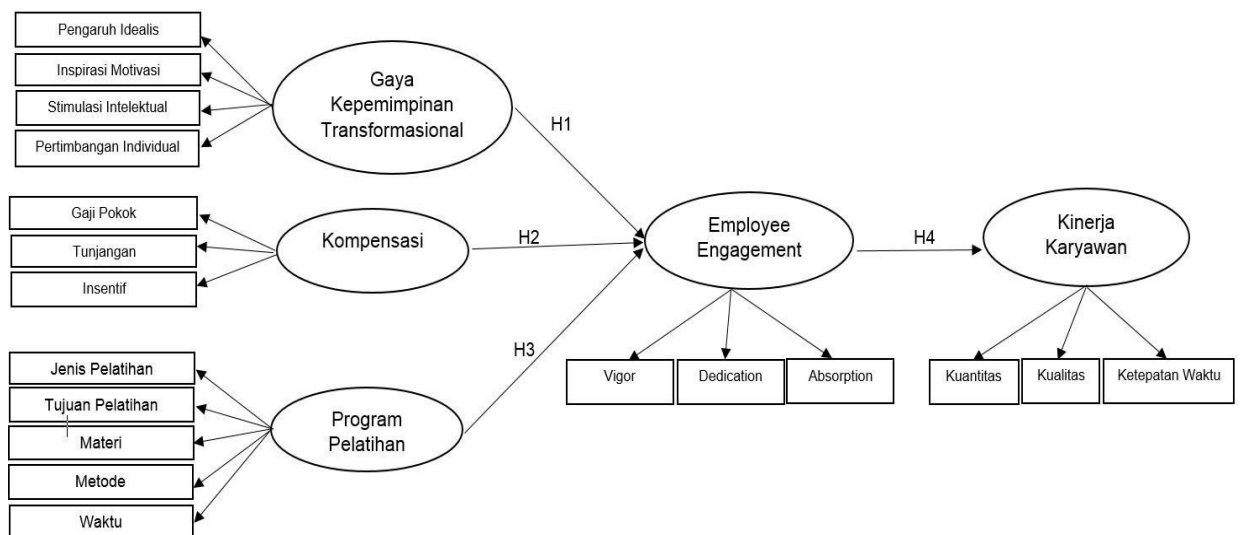 Pengaruh Idealis
Inspirasi Motivasi
Stimulasi Intelektual
Pertimbangan Individual
Gaya
Kepemimpinan
Transformasional
H1
Gaji Pokok
Tunjangan
Insentif
Kompensasi
H2
Employee
Engagement
H4
Kinerja
Karyawan
H3
Vigor
Dedication
Absorption
Kuantitas
Kualitas
Ketepatan Waktu
Jenis Pelatihan
Tujuan Pelatihan
Materi
Metode
Waktu
Program
Pelatihan